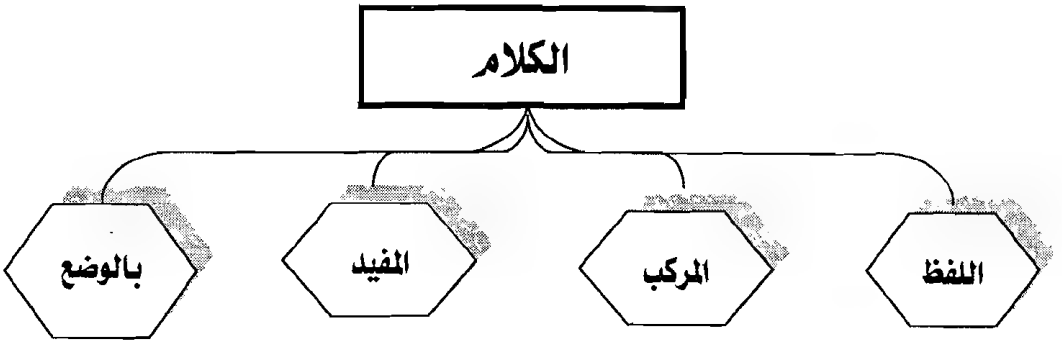 الكلام
اللفظ
المركب
المفيد
بالوضع